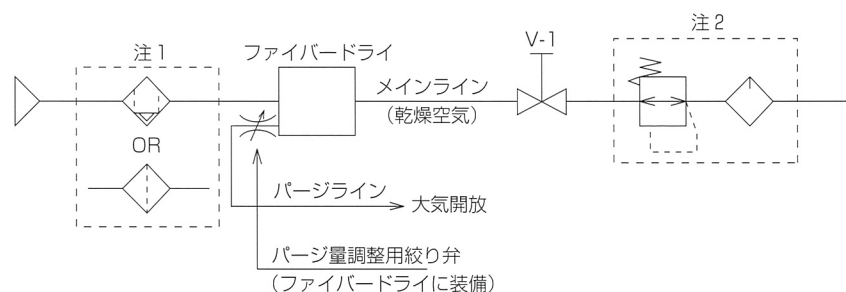 注1
ファイバードライ
V-1
注2
メインライン
(乾燥空気)
OR
パージライン
大気開放
パージ量調整用絞り弁
(ファイバードライに装備)